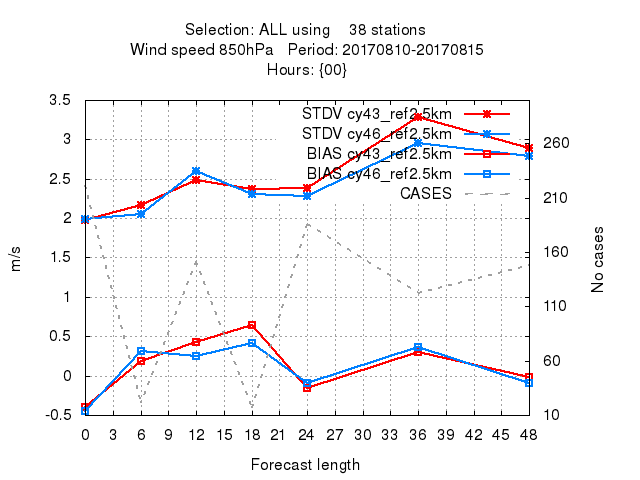 Selection: ALL using 38 stations
Wind speed 850hPa Period: 20170810-20170815
Hours: {00}
STDV cy43_ref2.5km
STDV cy46_ref2.5km
BIAS cy43_ref2.5km
BIAS cy46_ref2.5km
CASES
3.5
3
2.5
2
1.5
1
0.5
0
-0.5
m/s
260
210
160
110
60
10
No cases
0 3 6 9 12 15 18 21 24 27 30 33 36 39 42 45 48
Forecast length